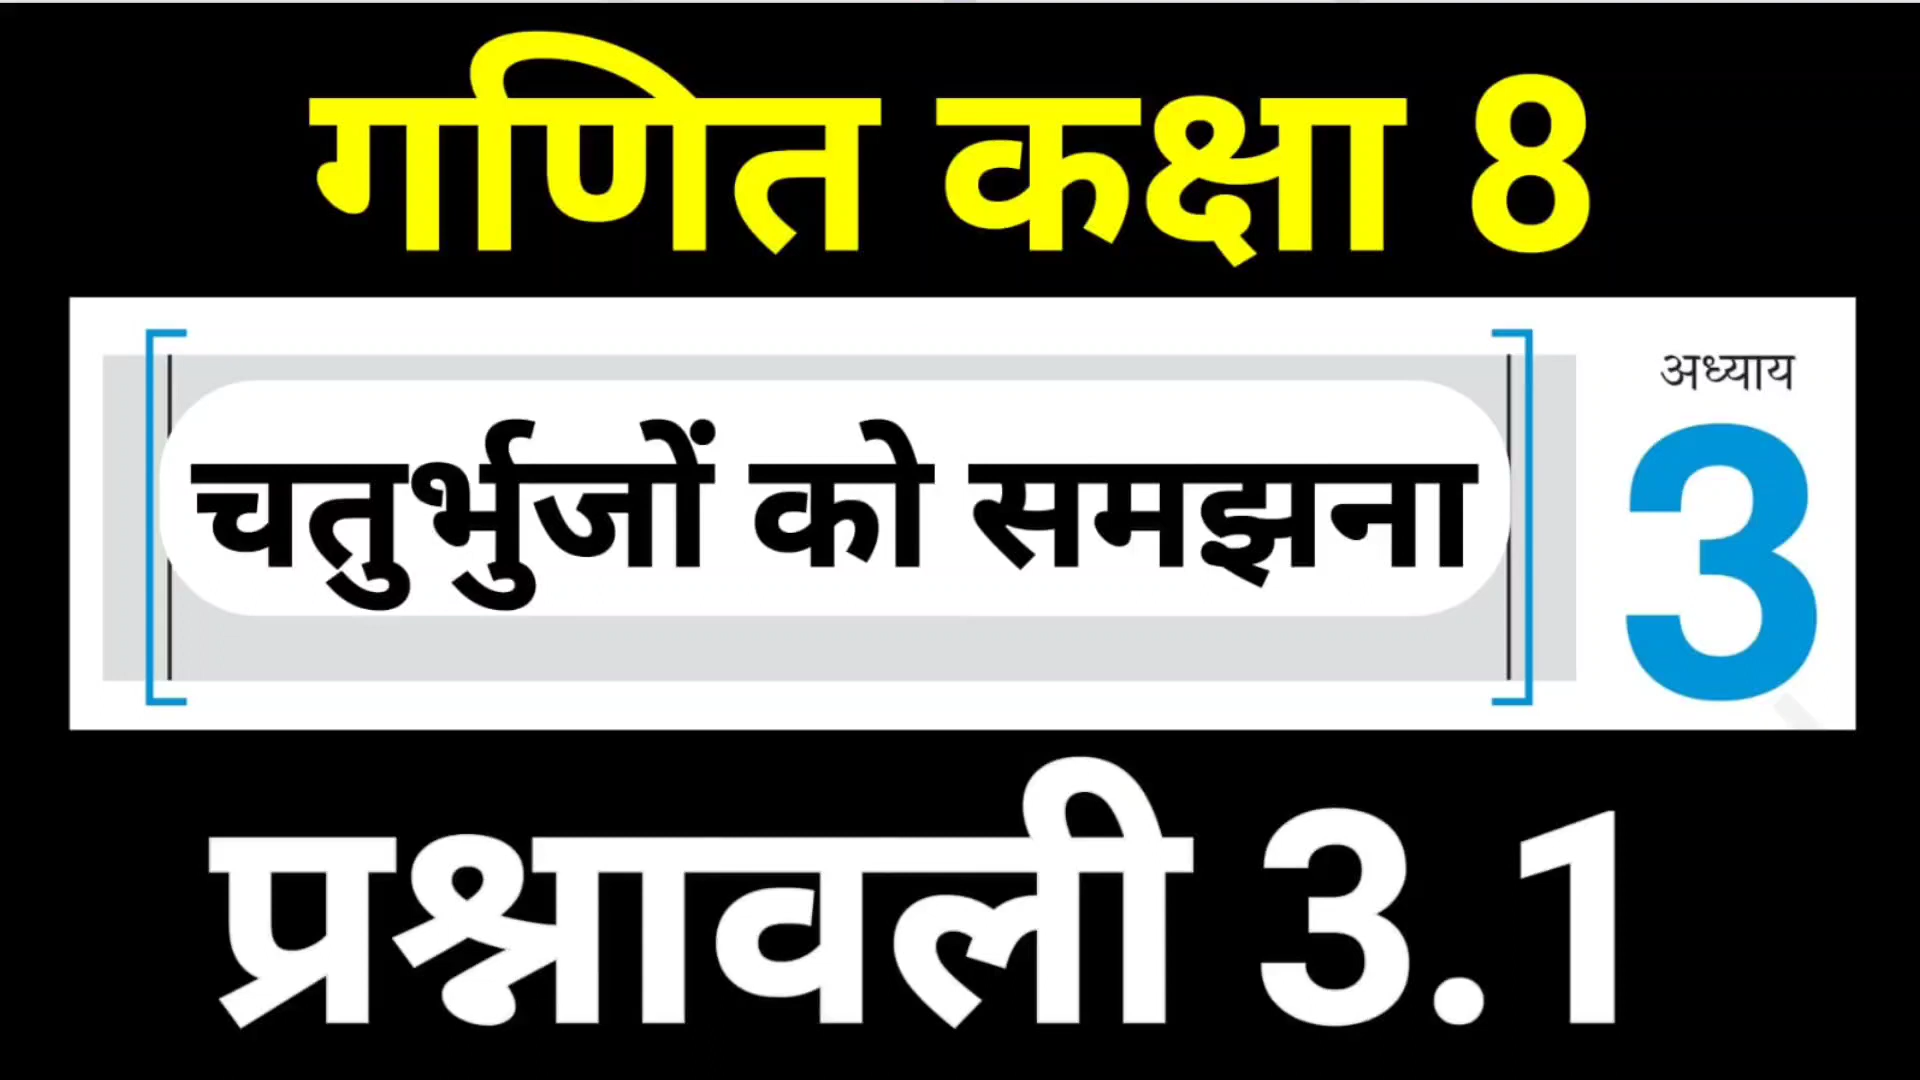 गणित कक्षा 8
अध्याय
चतुर्भुजों को समझना
3
प्रश्नावली 3.1